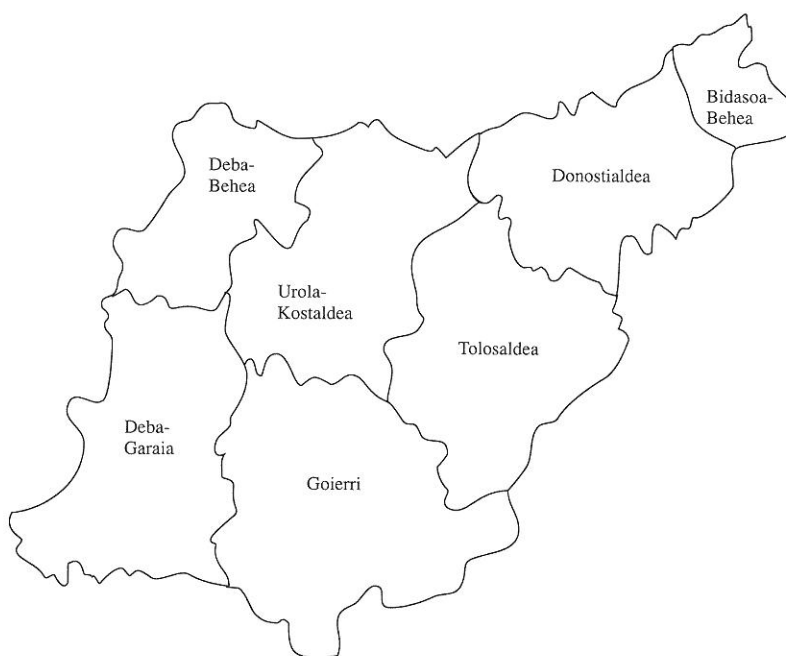 Bidasoa-
Behea
Deba-
Behea
Donostialdea
Urola-
Kostaldea
Tolosaldea
Deba-
Garaia
Goierri